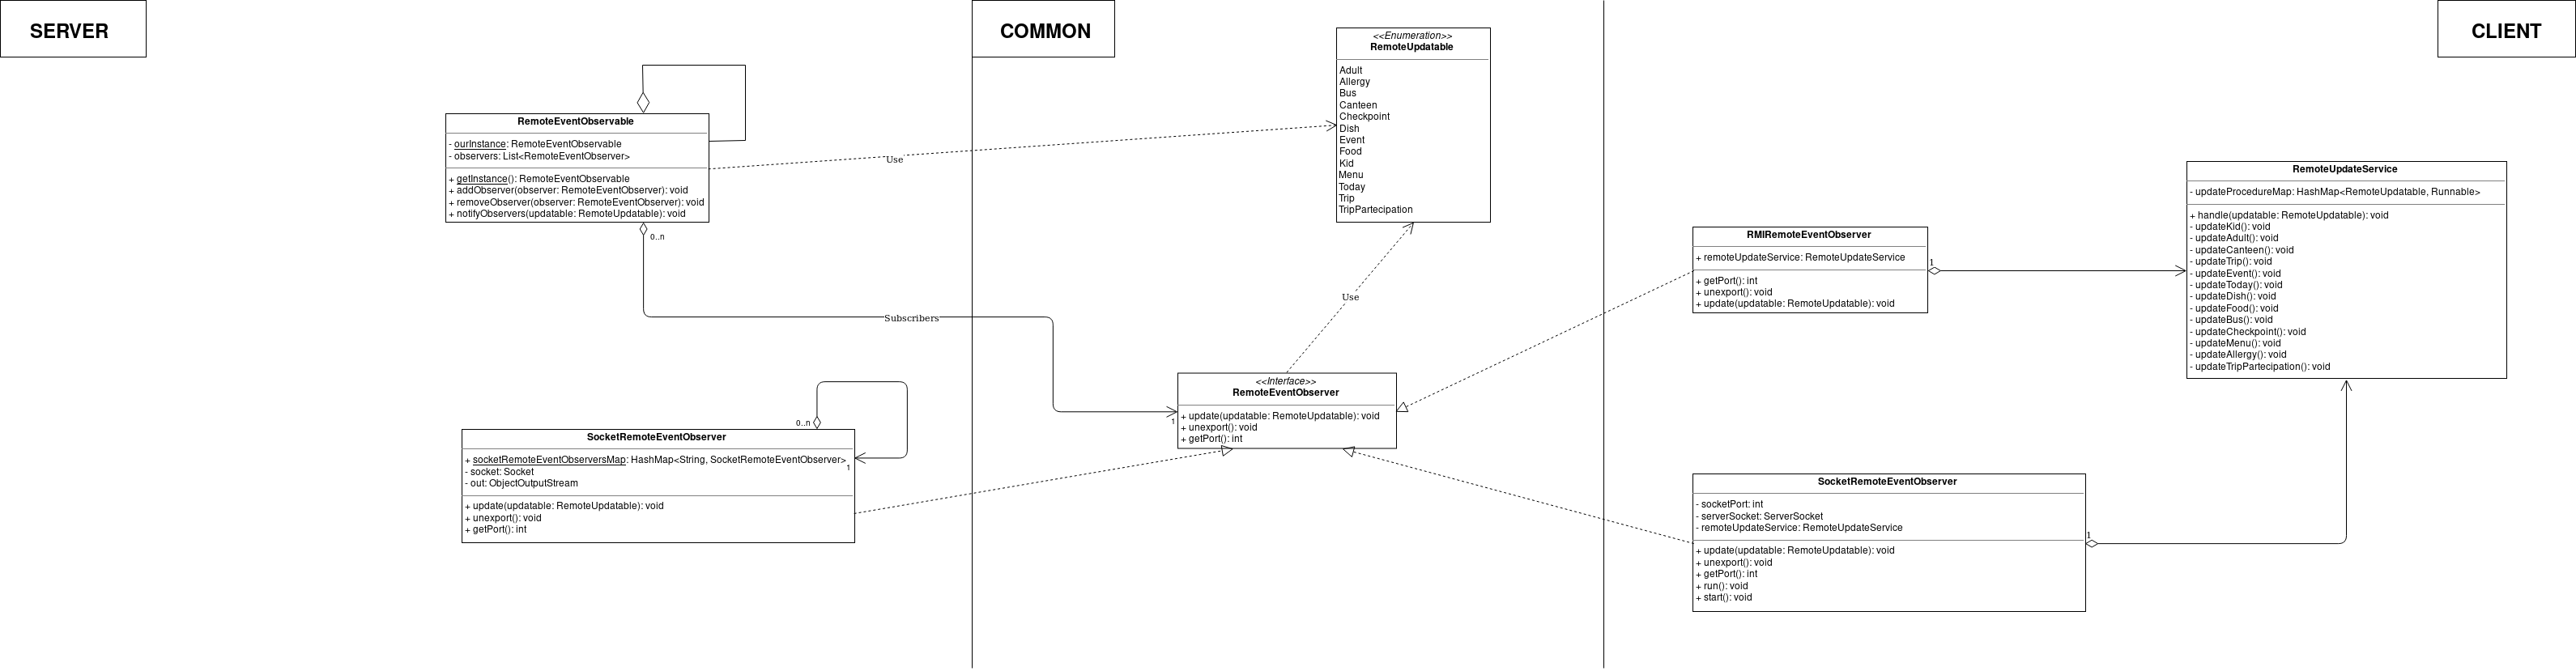 SERVER
COMMON
CLIENT
<<Enumeration>>
RemoteUpdatable
Adult
Allergy
Bus
Canteen
Checkpoint
Dish
Event
Food
Kid
Menu
Today
Trip
TripPartecipation
RemoteEventObservable
- ourInstance: RemoteEventObservable
- observers: List<RemoteEventObserver>
+ getInstance(): RemoteEventObservable
+ addObserver(observer: RemoteEventObserver): void
+ removeObserver(observer: RemoteEventObserver): void
+ notifyObservers(updatable: RemoteUpdatable): void
0..n
Use
Subscribers
Use
1
<<Interface>>
RemoteEventObserver
+ update(updatable: RemoteUpdatable): void
+ unexport(): void
+ getPort(): int
0..n
SocketRemoteEventObserver
+ socketRemoteEventObserversMap: HashMap<String, SocketRemoteEventObserver>
- socket: Socket
- out: ObjectOutputStream
1
+ update(updatable: RemoteUpdatable): void
+ unexport(): void
+ getPort(): int
RMIRemoteEventObserver
+ remoteUpdateService: RemoteUpdateService
+ getPort(): int
+ unexport(): void
+ update(updatable: RemoteUpdatable): void
1
RemoteUpdateService
- updateProcedureMap: HashMap<RemoteUpdatable, Runnable>
+ handle(updatable: RemoteUpdatable): void
- updateKid(): void
- updateAdult(): void
- updateCanteen(): void
- updateTrip(): void
- updateEvent(): void
- updateToday(): void
- updateDish(): void
- updateFood(): void
- updateBus(): void
- updateCheckpoint(): void
- updateMenu(): void
- updateAllergy(): void
- updateTripPartecipation(): void
SocketRemoteEventObserver
- socketPort: int
- serverSocket: ServerSocket
- remoteUpdateService: RemoteUpdateService
+ update(updatable: RemoteUpdatable): void
+ unexport(): void
+ getPort(): int
+ run(): void
+ start(): void
1